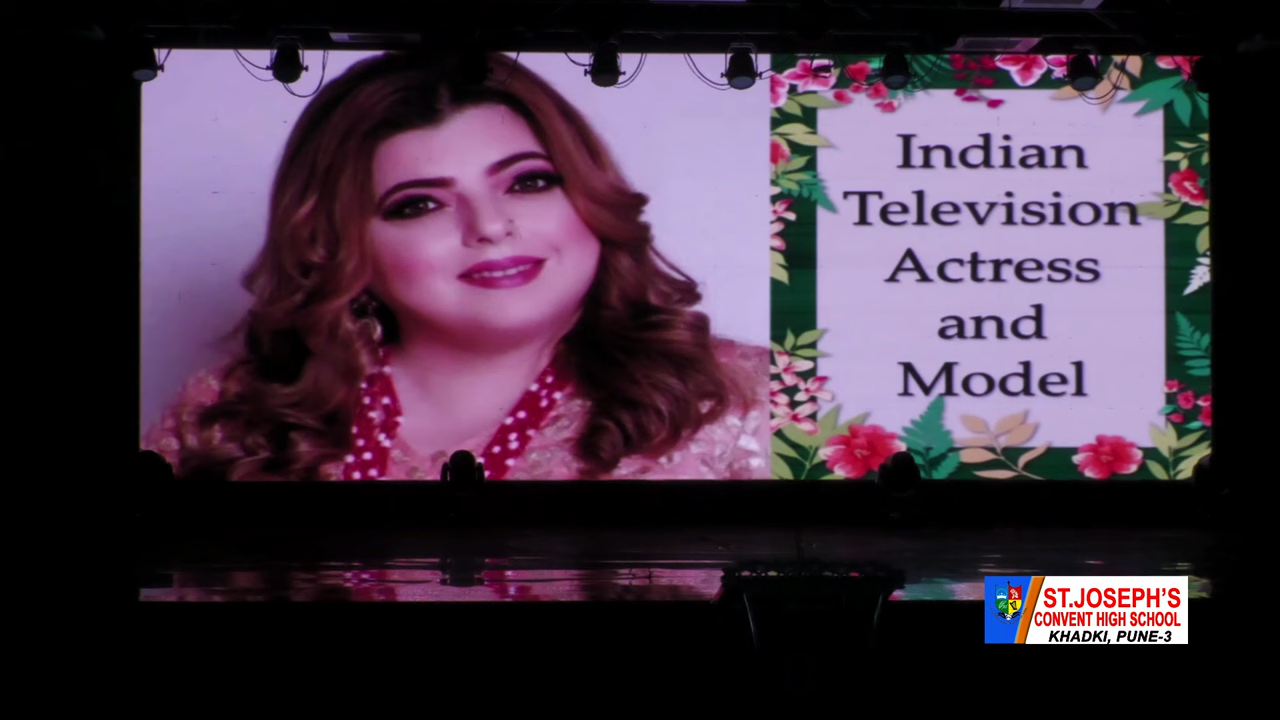 Indian
Television
Actress
and
Model
ST.JOSEPH'S
CONVENT HIGH SCHOOL
KHADKI, PUNE-3